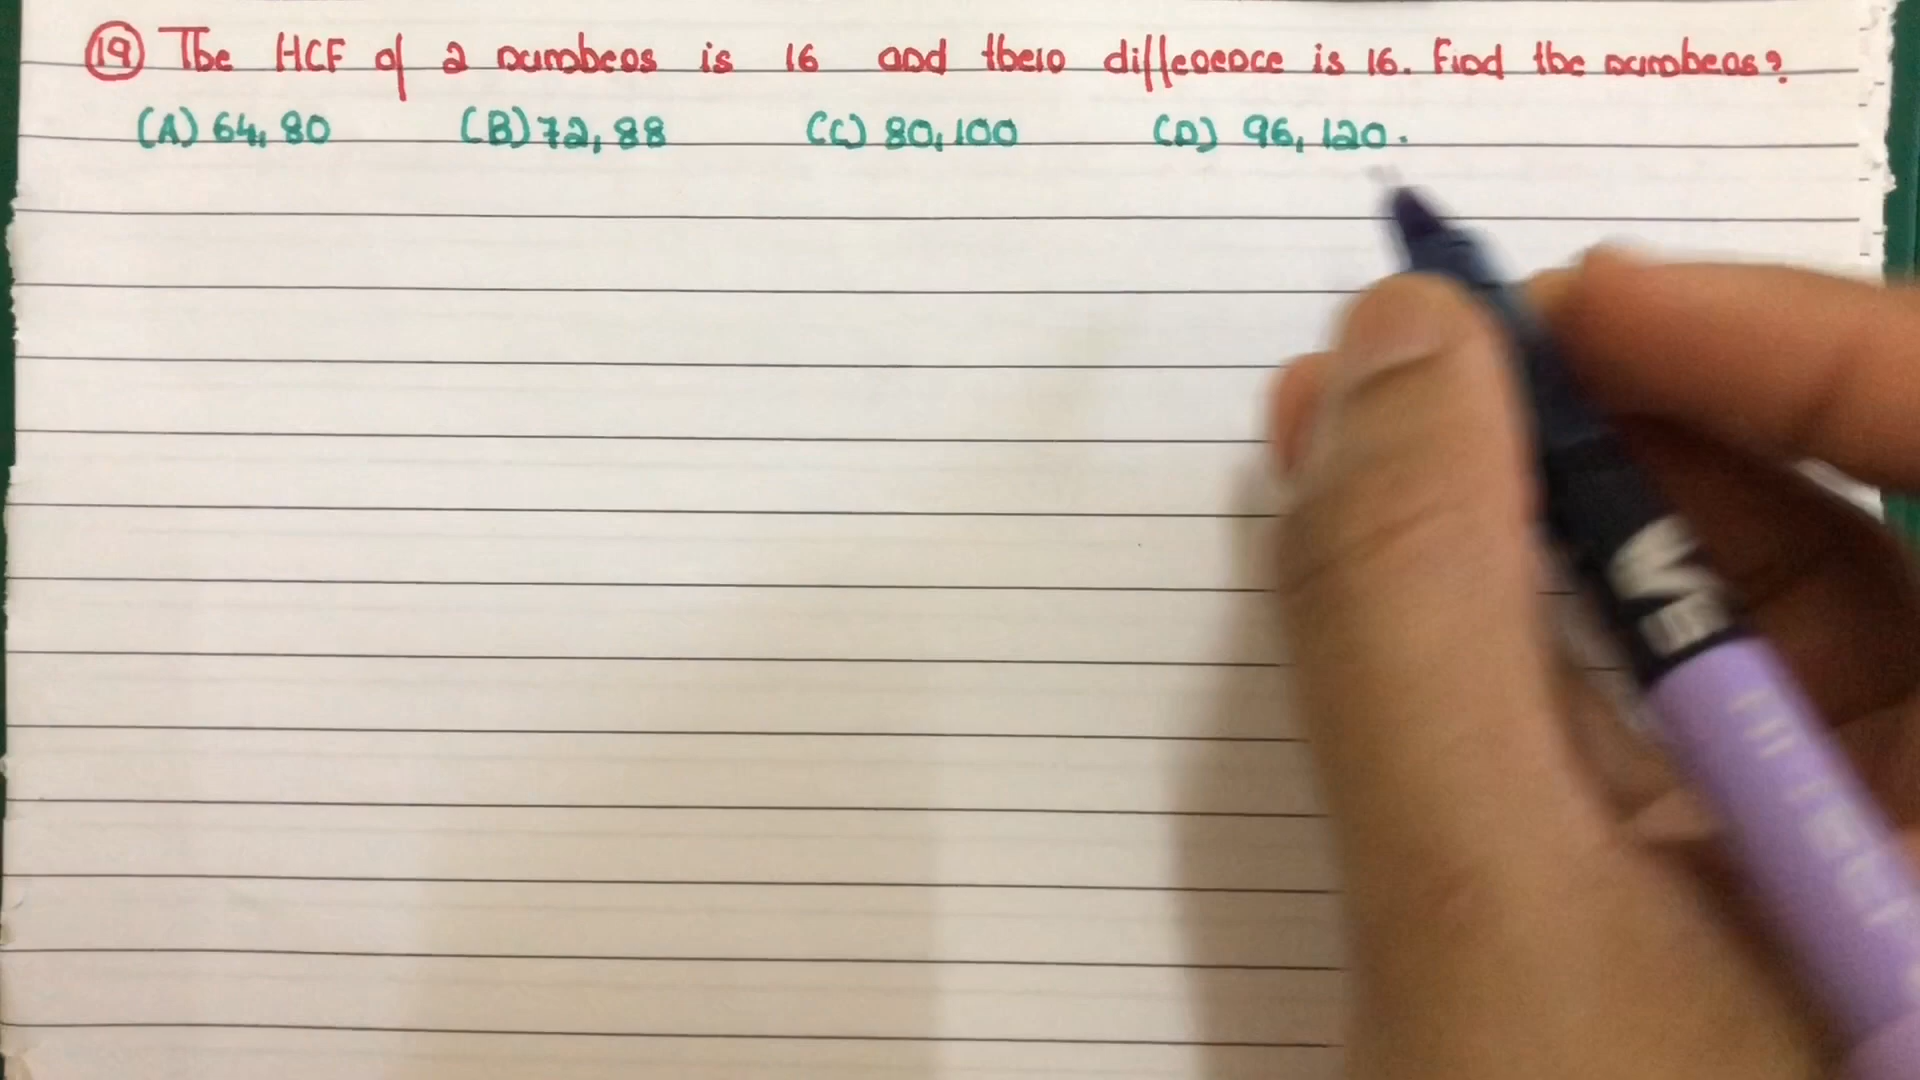 19 The HCF of 2 numbers is 16 and their difference is 16. Find the numbers?
(A) 64, 80 (B) 72, 88 (C) 80, 100 (D) 96, 120.